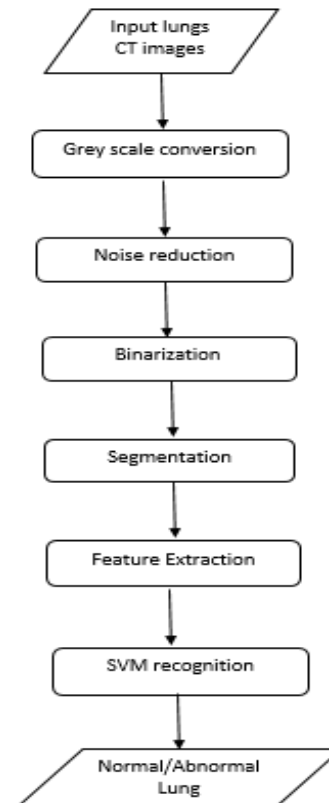 Input lungs
CT images
Grey scale conversion
Noise reduction
Binarization
Segmentation
Feature Extraction
SVM recognition
Normal/Abnormal
Lung